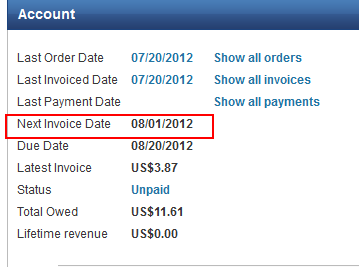 Account
Last Order Date 07/20/2012 Show all orders
Last Invoiced Date 07/20/2012 Show all invoices
Last Payment Date Show all payments
Next Invoice Date 08/01/2012
Due Date 08/20/2012
Latest Invoice US$3.87
Status Unpaid
Total Owed US$11.61
Lifetime revenue US$0.00